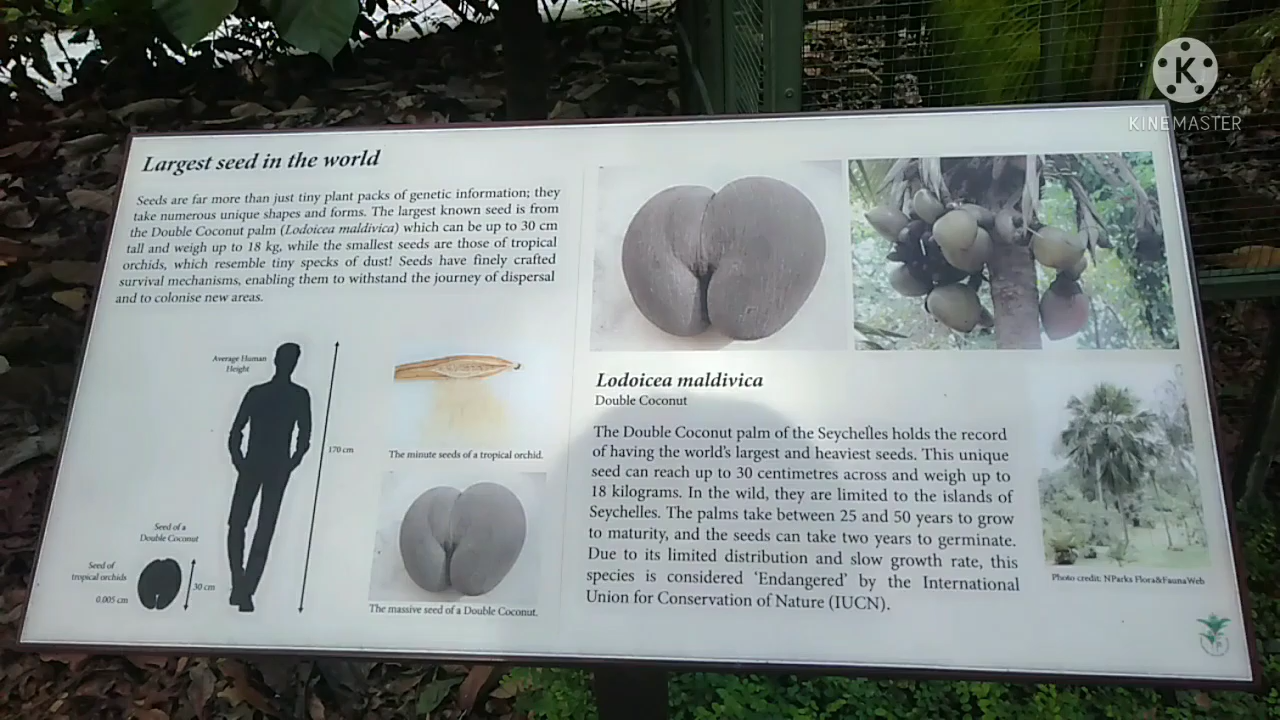 Largest seed in the world
Seeds are far more than just tiny plant packs of genetic information; they
take numerous unique shapes and forms. The largest known seed is from
the Double Coconut palm (Lodoicea maldivica) which can be up to 30 cm
tall and weigh up to 18 kg, while the smallest seeds are those of tropical
orchids, which resemble tiny specks of dust! Seeds have finely crafted
survival mechanisms, enabling them to withstand the journey of dispersal
and to colonise new areas.
Average Human
Height
170 cm
Seed of a
Double Coconut
Seed of
tropical orchids
0.005 cm
30 cm
The minute seeds of a tropical orchid.
The massive seed of a Double Coconut.
Lodoicea maldivica
Double Coconut
The Double Coconut palm of the Seychelles holds the record
of having the world's largest and heaviest seeds. This unique
seed can reach up to 30 centimetres across and weigh up to
18 kilograms. In the wild, they are limited to the islands of
Seychelles. The palms take between 25 and 50 years to grow
to maturity, and the seeds can take two years to germinate.
Due to its limited distribution and slow growth rate, this
species is considered 'Endangered' by the International
Union for Conservation of Nature (IUCN).
Photo credit: NParks Flora&FaunaWeb
K
KINEMASTER